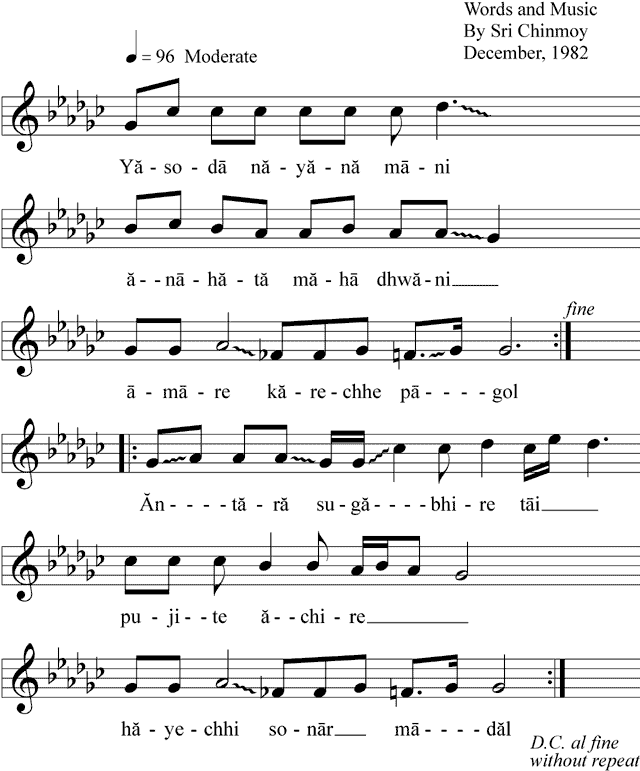 Words and Music
By Sri Chinmoy
December, 1982
= 96 Moderate
Yă - so - dā nă - yă - nă mā - ni
ă - - nā - hă - tă mă - hā dhwă - ni
fine
ā - mā - re kă - re - chhe pā - - - - gol
Ăn - - - - tă - ră su - gă - - - - bhi - re tāi
pu - ji - - te ă - - chi - re
hă - ye - chhi so - nār mā - - - - dăl
D.C. al fine
without repeat